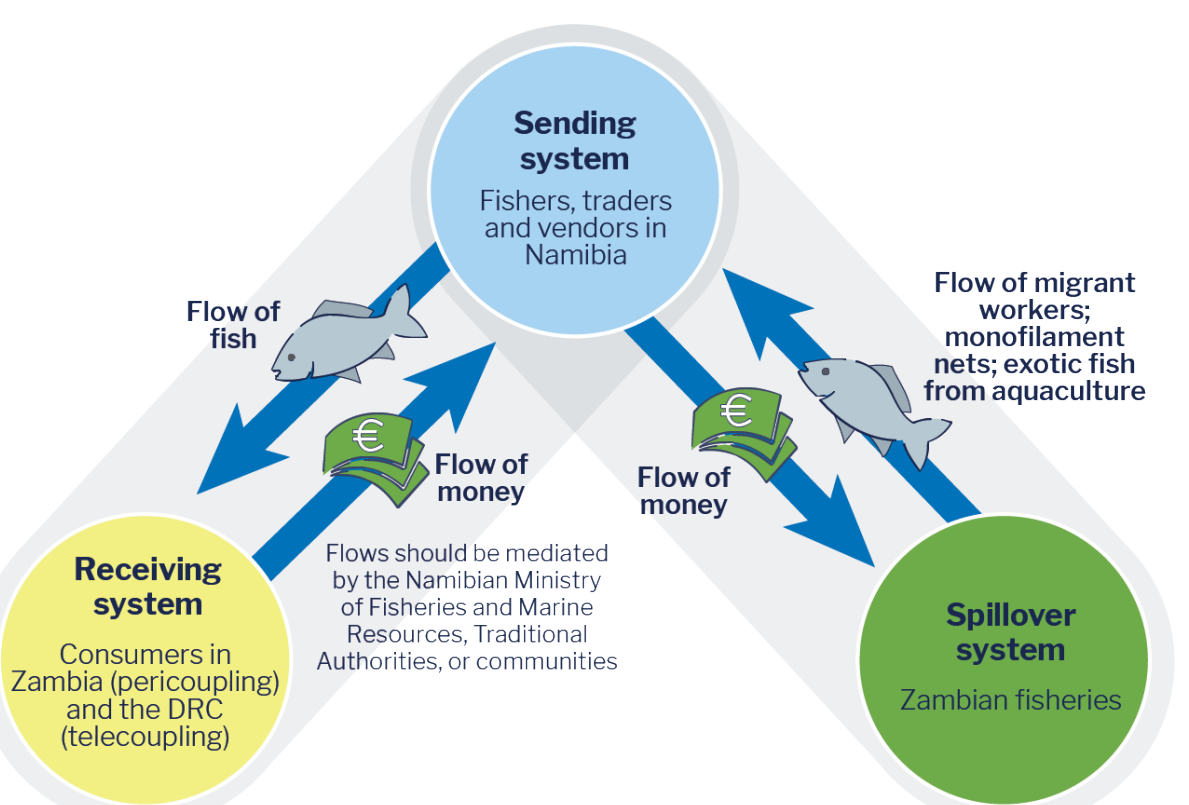 Sending
system
Fishers, traders
and vendors in
Namibia
Flow of
fish
€
Flow of
money
€
Flow of
money
Flow of migrant
workers;
monofilament
nets; exotic fish
from aquaculture
Flows should be mediated
by the Namibian Ministry
of Fisheries and Marine
Resources, Traditional
Authorities, or communities
Receiving
system
Consumers in
Zambia (pericoupling)
and the DRC
(telecoupling)
Spillover
system
Zambian fisheries